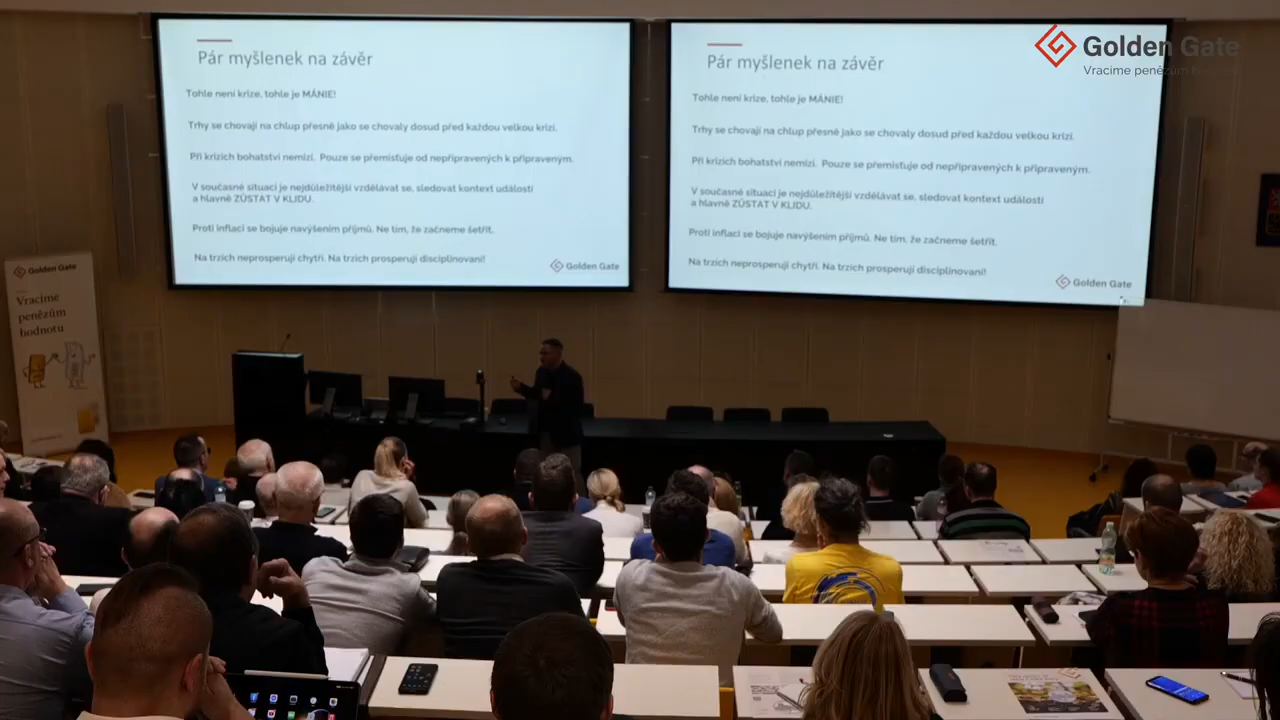 Pár myšlenek na závěr
Tohle není krize, tohle je MÁNIE!
Trhy se chovají na chlup přesně jako se chovaly dosud před každou velkou krizí.
Při krizích bohatství nemizí. Pouze se přemisťuje od nepřipravených k připraveným.
V současné situaci je nejdůležitější vzdělávat se, sledovat kontext událostí
a hlavně ZŮSTAT V KLIDU.
Proti inflaci se bojuje navýšením příjmů. Ne tím, že začneme šetřit.
Na trzích neprosperují chytří. Na trzích prosperují disciplinovaní!
Golden Gate
Pár myšlenek na závěr
Tohle není krize, tohle je MÁNIE!
Trhy se chovají na chlup přesně jako se chovaly dosud před každou velkou krizí.
Při krizích bohatství nemizí. Pouze se přemisťuje od nepřipravených k připraveným.
V současné situaci je nejdůležitější vzdělávat se, sledovat kontext událostí
a hlavně ZŮSTAT V KLIDU.
Proti inflaci se bojuje navýšením příjmů. Ne tím, že začneme šetřit.
Na trzích neprosperují chytří. Na trzích prosperují disciplinovaní!
Golden Gate
Golden Gate
Vracíme penězům hodnotu
Golden Gate
Vracíme
penězům
hodnotu